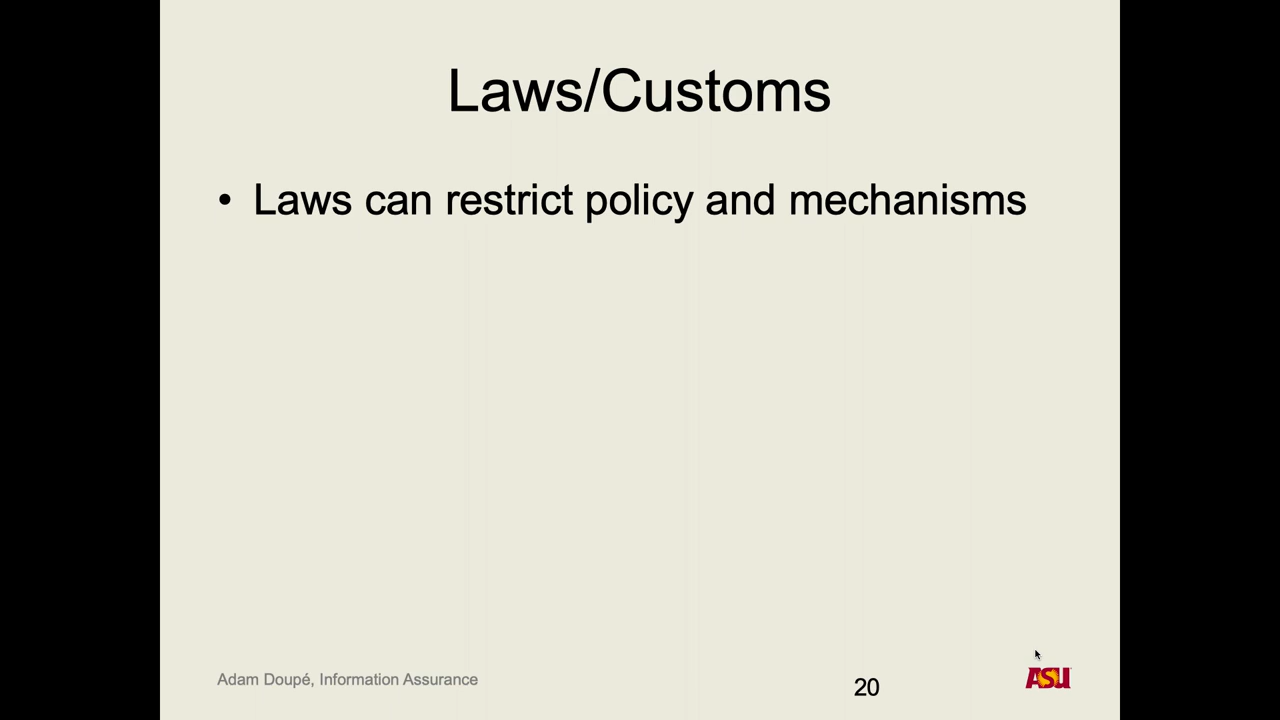 Laws/Customs
• Laws can restrict policy and mechanisms
Adam Doupé, Information Assurance
20
ASU